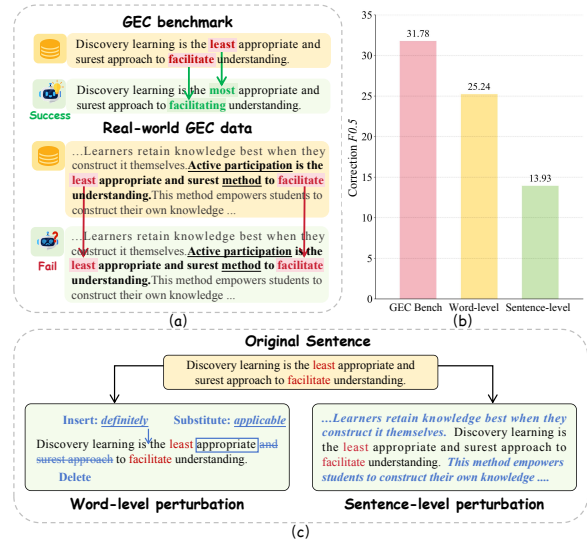 GEC benchmark
Discovery learning is the least appropriate and
surest approach to facilitate understanding.
Discovery learning is the most appropriate and
surest approach to facilitating understanding.
Success
Real-world GEC data
...Learners retain knowledge best when they
construct it themselves.Active participation is the
least appropriate and surest method to facilitate
understanding.This method empowers students to
construct their own knowledge ...
...Learners retain knowledge best when they
construct it themselves.Active participation is the
least appropriate and surest method to facilitate
understanding.This method empowers students to
construct their own knowledge ...
Fail
(a)
Correction F0.5
35
30
25
20
15
10
5
0
31.78
25.24
13.93
GEC Bench
Word-level
Sentence-level
(b)
Original Sentence
Discovery learning is the least appropriate and
surest approach to facilitate understanding.
Insert: definitely
Substitute: applicable
Discovery learning is the least appropriate and
surest approach to facilitate understanding.
Delete
Word-level perturbation
...Learners retain knowledge best when they
construct it themselves. Discovery learning is
the least appropriate and surest approach to
facilitate understanding. This method empowers
students to construct their knowledge ....
Sentence-level perturbation
(c)